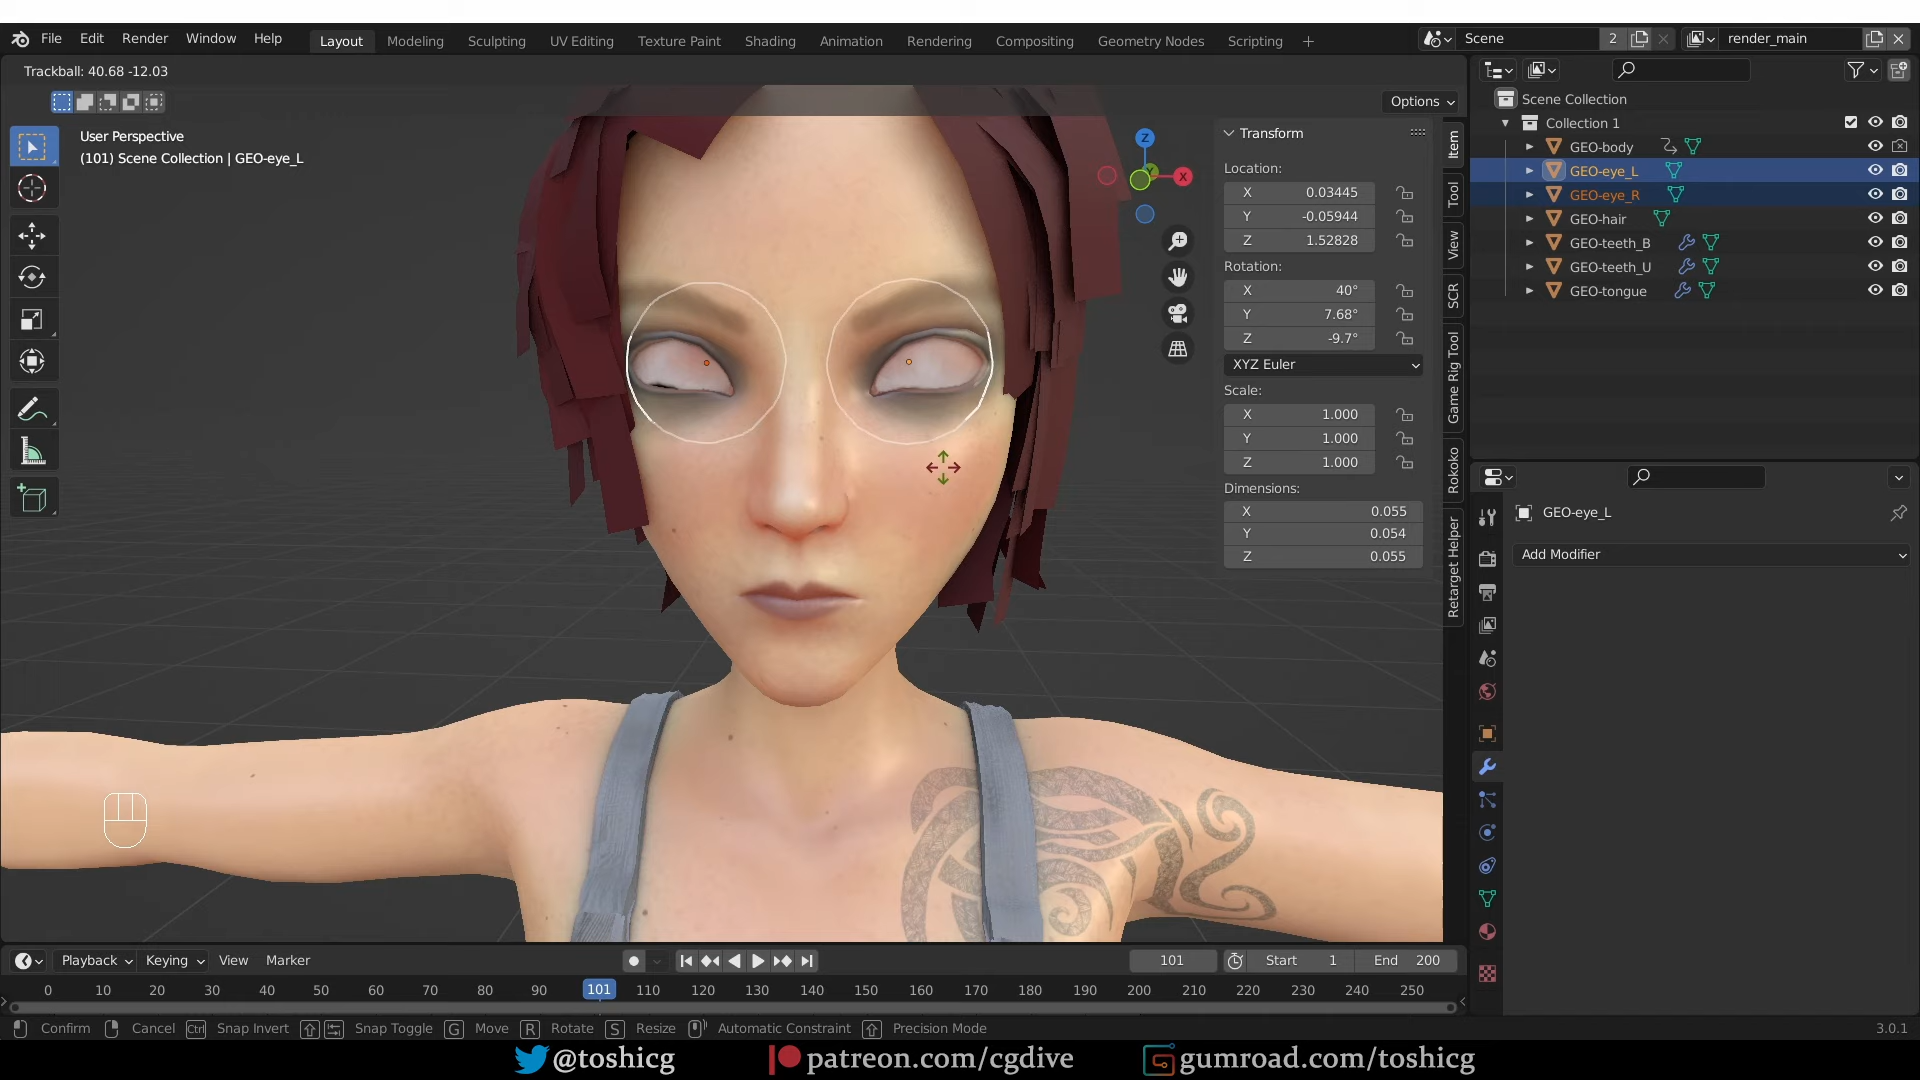 File Edit Render Window Help Layout Modeling Sculpting UV Editing Texture Paint Shading Animation Rendering Compositing Geometry Nodes Scripting + Scene 2 render_main
Trackball: 40.68 -12.03
Options
User Perspective
(101) Scene Collection | GEO-eye_L
Z
X
Transform
Location:
X 0.03445
Y -0.05944
Z 1.52828
Rotation:
X 40°
Y 7.68°
Z -9.7°
XYZ Euler
Scale:
X 1.000
Y 1.000
Z 1.000
Dimensions:
X 0.055
Y 0.054
Z 0.055
Item
Tool
View
SCR
Game Rig Tool
Rokoko
Retarget Helper
Scene Collection
Collection 1
GEO-body
GEO-eye_L
GEO-eye_R
GEO-hair
GEO-teeth_B
GEO-teeth_U
GEO-tongue
GEO-eye_L
Add Modifier
Playback Keying View Marker 101 Start 1 End 200
0 10 20 30 40 50 60 70 80 90 101 110 120 130 140 150 160 170 180 190 200 210 220 230 240 250
Confirm Cancel Ctrl Snap Invert Snap Toggle G Move R Rotate S Resize Automatic Constraint Precision Mode 3.0.1
@toshicg patreon.com/cgdive gumroad.com/toshicg